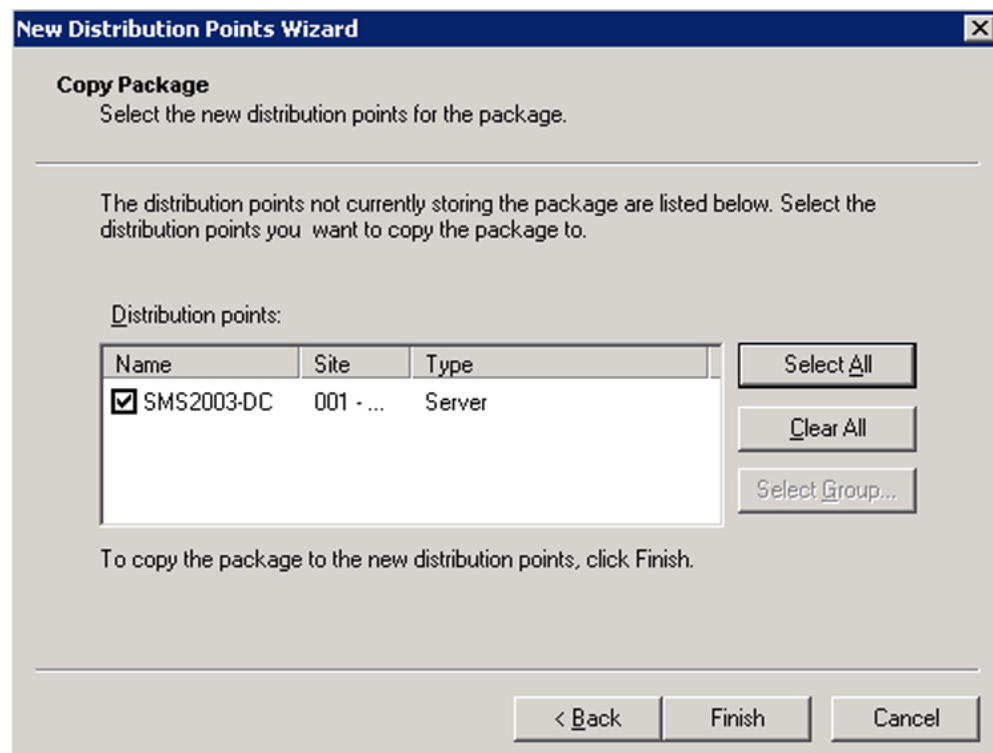 New Distribution Points Wizard
Copy Package
Select the new distribution points for the package.
The distribution points not currently storing the package are listed below. Select the
distribution points you  want to copy the package to.
Distribution points:
Name Site Type
SMS2003-DC 001 - ... Server
Select All
Clear All
Select Group...
To copy the package to the new distribution points, click Finish.
< Back Finish Cancel